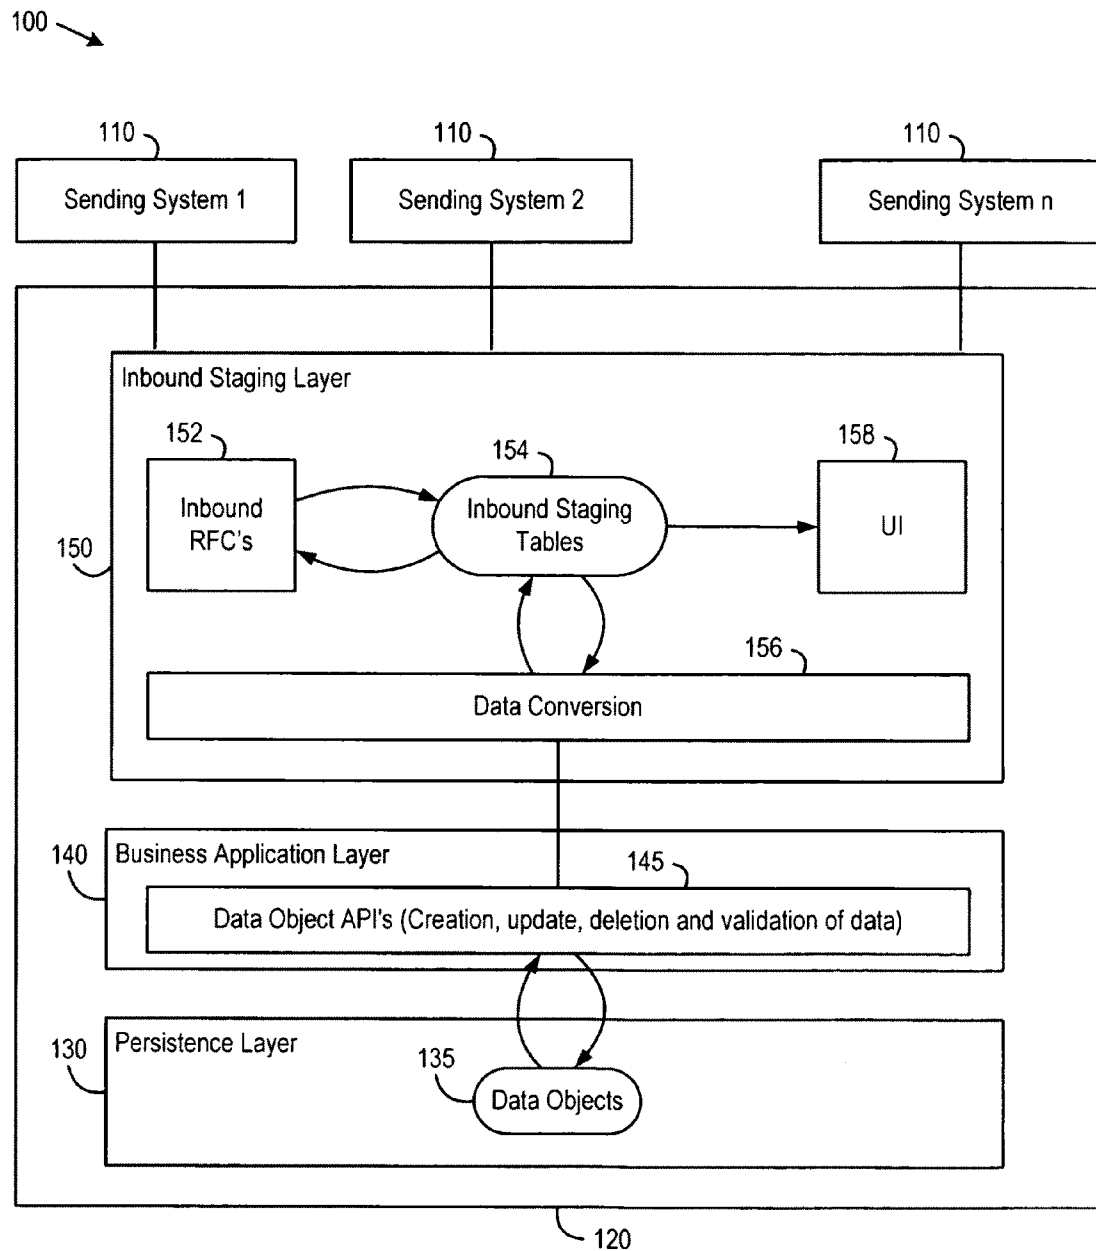 100
110
110
110
Sending System 1
Sending System 2
Sending System n
Inbound Staging Layer
152
154
158
Inbound
RFC's
Inbound Staging
Tables
UI
150
156
Data Conversion
140
Business Application Layer
145
Data Object API's (Creation, update, deletion and validation of data)
130
Persistence Layer
135
Data Objects
120